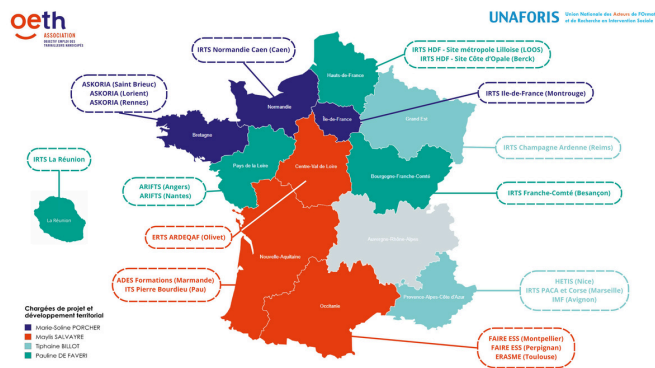 oeth
ASSOCIATION
OBJECTIF EMPLOI DES
TRAVAILLEURS HANDICAPÉS
UNAFORIS
Union Nationale des Acteurs de Formation
et de Recherche en Intervention Sociale
IRTS Normandie Caen (Caen)
IRTS HDF - Site métropole Lilloise (LOOS)
IRTS HDF - Site Côte d'Opale (Berck)
ASKORIA (Saint Brieuc)
ASKORIA (Lorient)
ASKORIA (Rennes)
IRTS Ile-de-France (Montrouge)
IRTS La Réunion
IRTS Champagne Ardenne (Reims)
ARIFTS (Angers)
ARIFTS (Nantes)
IRTS Franche-Comté (Besançon)
ERTS ARDEQAF (Olivet)
ADES Formations (Marmande)
ITS Pierre Bourdieu (Pau)
HETIS (Nice)
IRTS PACA et Corse (Marseille)
IMF (Avignon)
FAIRE ESS (Montpellier)
FAIRE ESS (Perpignan)
ERASME (Toulouse)
Hauts-de-France
Normandie
Île-de-France
Grand Est
Bretagne
Pays de la Loire
Centre-Val de Loire
Bourgogne-Franche-Comté
La Réunion
Auvergne-Rhône-Alpes
Nouvelle-Aquitaine
Occitanie
Provence-Alpes-Côte d'Azur
Chargées de projet et
développement territorial
Marie-Soline PORCHER
Maylis SALVAYRE
Tiphaine BILLOT
Pauline DE FAVERI